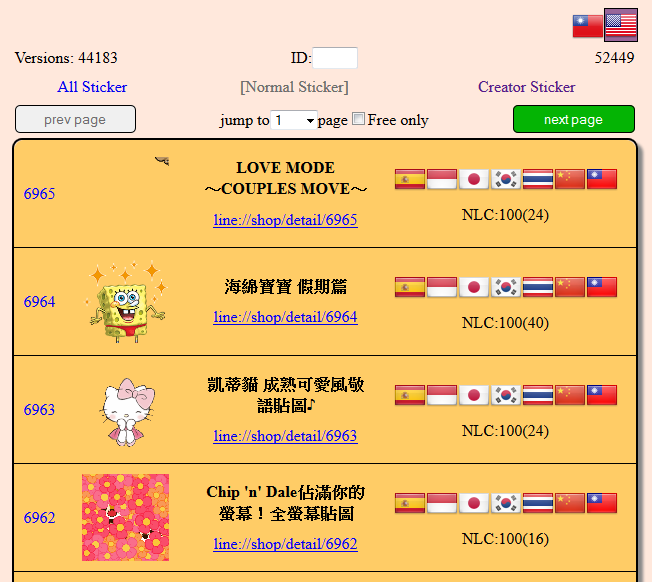 Versions: 44183 ID: 52449
All Sticker [Normal Sticker] Creator Sticker
prev page jump to 1 page Free only next page
6965
LOVE MODE
～COUPLES MOVE～
line://shop/detail/6965
NLC:100(24)
6964
海綿寶寶 假期篇
line://shop/detail/6964
NLC:100(40)
6963
凱蒂貓 成熟可愛風敬
語貼圖♪
line://shop/detail/6963
NLC:100(24)
6962
Chip 'n' Dale佔滿你的
螢幕！全螢幕貼圖
line://shop/detail/6962
NLC:100(16)